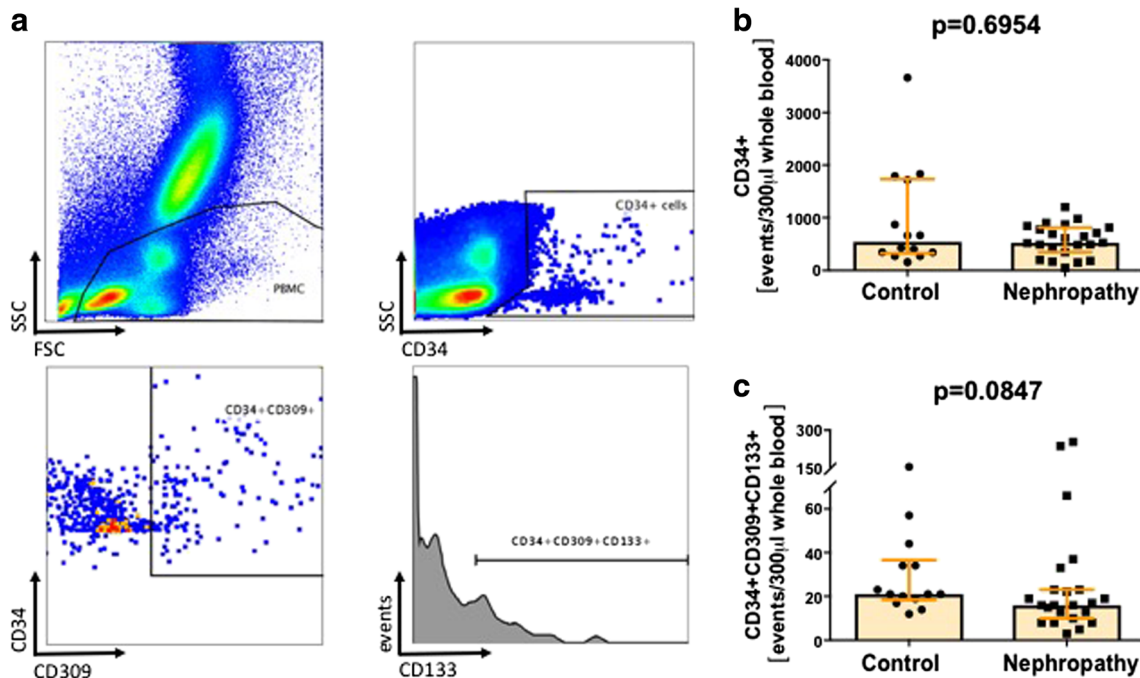 a
SSC
FSC
PBMC
SSC
CD34
CD34+ cells
CD34
CD309
CD34+CD309+
events
CD133
CD34+CD309+CD133+
b
p=0.6954
CD34+
[events/300µl whole blood]
4000
3000
2000
1000
0
Control
Nephropathy
c
p=0.0847
CD34+CD309+CD133+
[events/300µl whole blood]
300
150
60
40
20
0
Control
Nephropathy